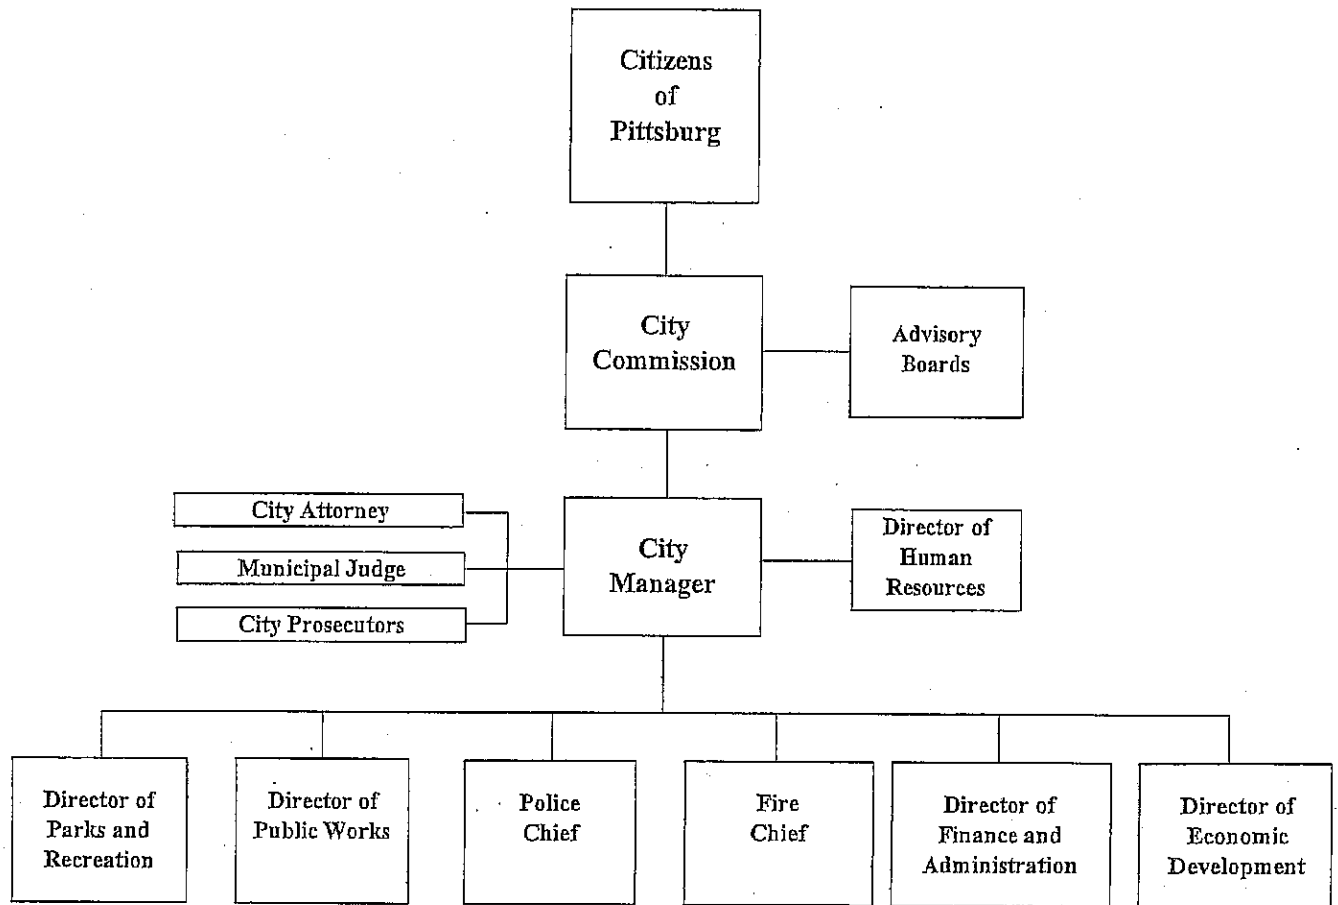 Citizens
of
Pittsburg
City
Commission
Advisory
Boards
City Attorney
Municipal Judge
City Prosecutors
City
Manager
Director of
Human
Resources
Director of
Parks and
Recreation
Director of
Public Works
Police
Chief
Fire
Chief
Director of
Finance and
Administration
Director of
Economic
Development